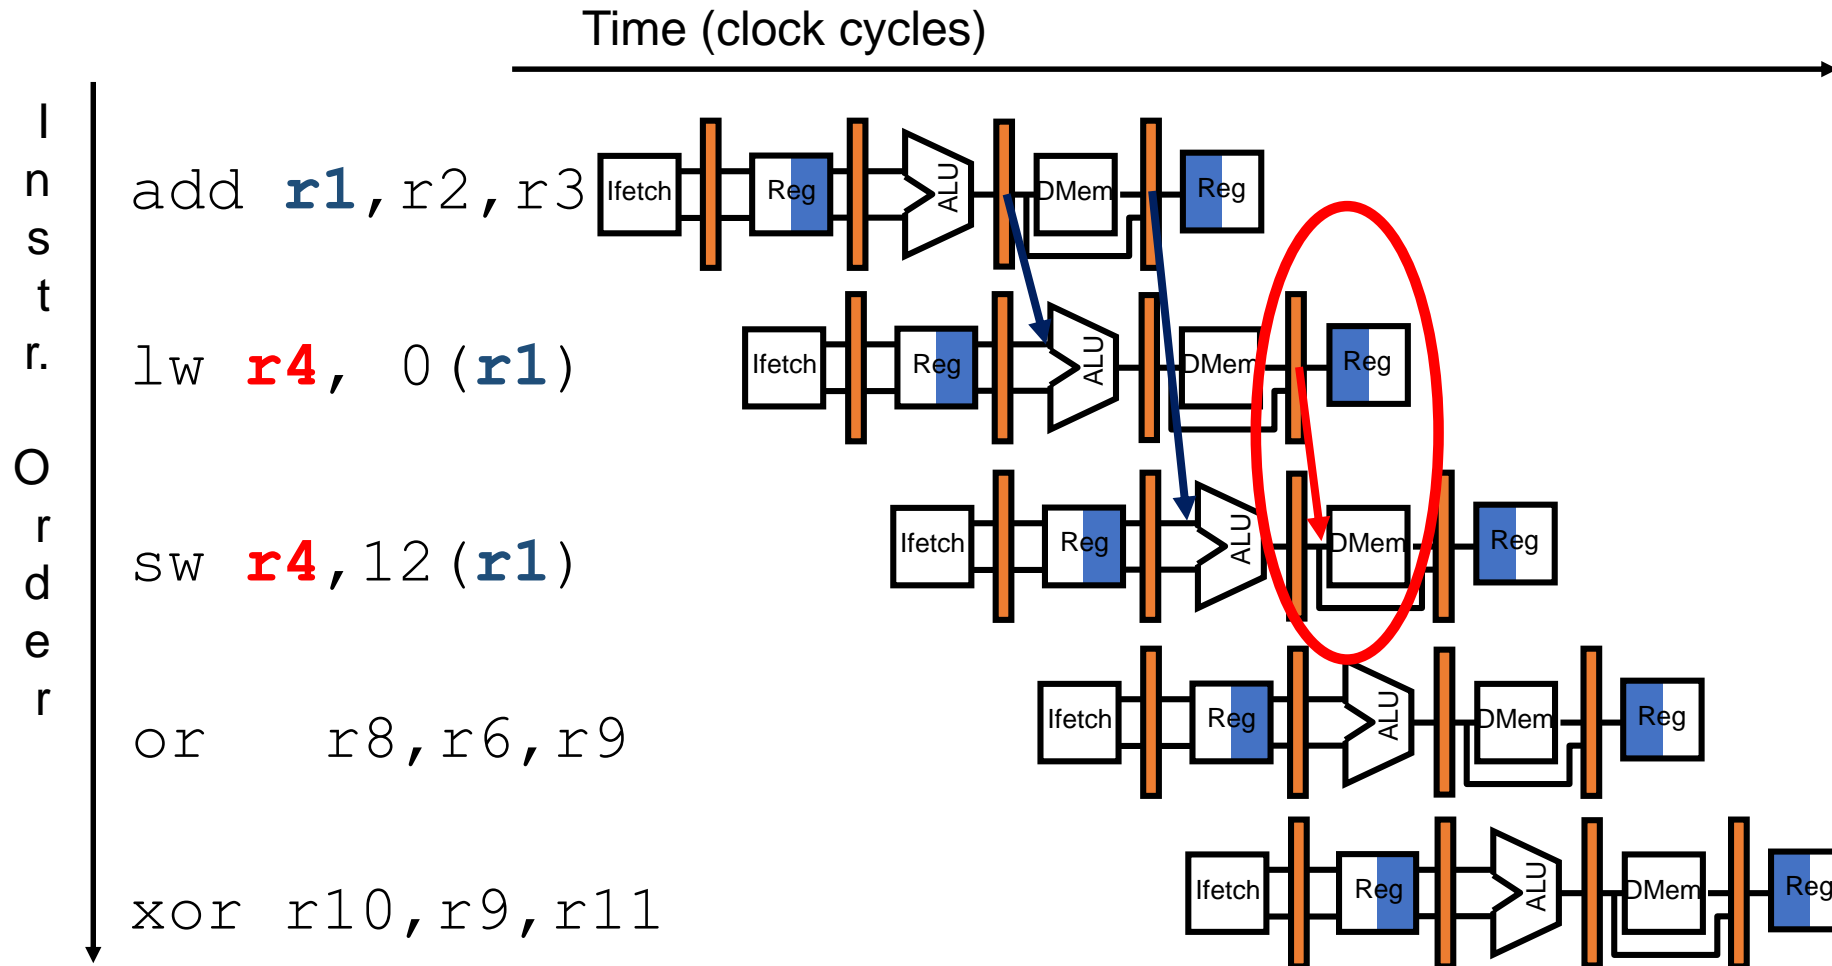 Time (clock cycles)
Instr. Order
add r1,r2,r3 Ifetch Reg ALU DMem Reg
lw r4, 0(r1) Ifetch Reg ALU DMem Reg
sw r4,12(r1) Ifetch Reg ALU DMem Reg
or r8,r6,r9 Ifetch Reg ALU DMem Reg
xor r10,r9,r11 Ifetch Reg ALU DMem Reg